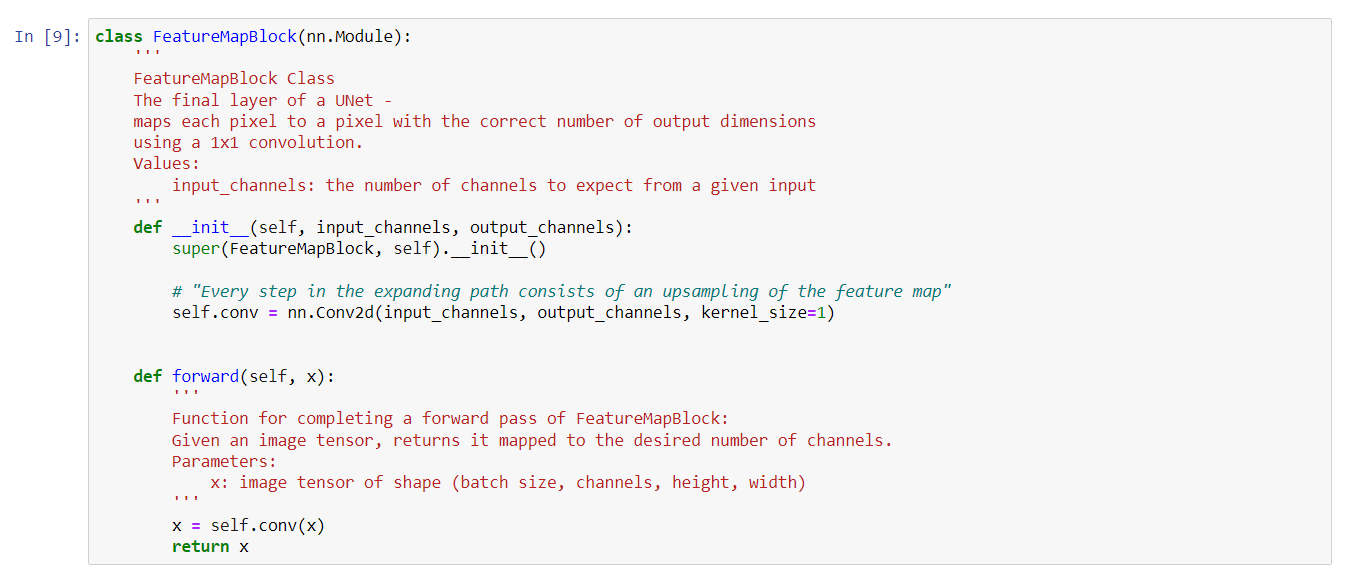 In [9]: class FeatureMapBlock(nn.Module):
    '''
    FeatureMapBlock Class
    The final layer of a UNet -
    maps each pixel to a pixel with the correct number of output dimensions
    using a 1x1 convolution.
    Values:
        input_channels: the number of channels to expect from a given input
    '''
    def __init__(self, input_channels, output_channels):
        super(FeatureMapBlock, self).__init__()
        # "Every step in the expanding path consists of an upsampling of the feature map"
        self.conv = nn.Conv2d(input_channels, output_channels, kernel_size=1)
    def forward(self, x):
        '''
        Function for completing a forward pass of FeatureMapBlock:
        Given an image tensor, returns it mapped to the desired number of channels.
        Parameters:
            x: image tensor of shape (batch size, channels, height, width)
        '''
        x = self.conv(x)
        return x